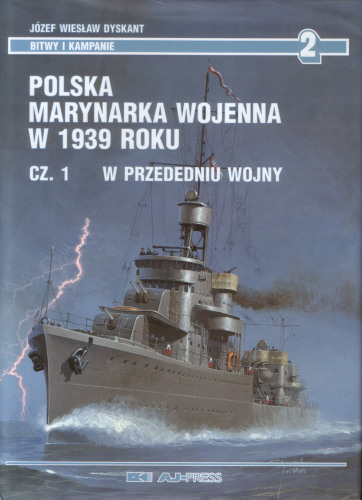 JÓZEF WIESŁAW DYSKANT
BITWY I KAMPANIE
2
POLSKA
MARYNARKA WOJENNA
W 1939 ROKU
CZ. 1 W PRZEDEDNIU WOJNY
AJ-PRESS